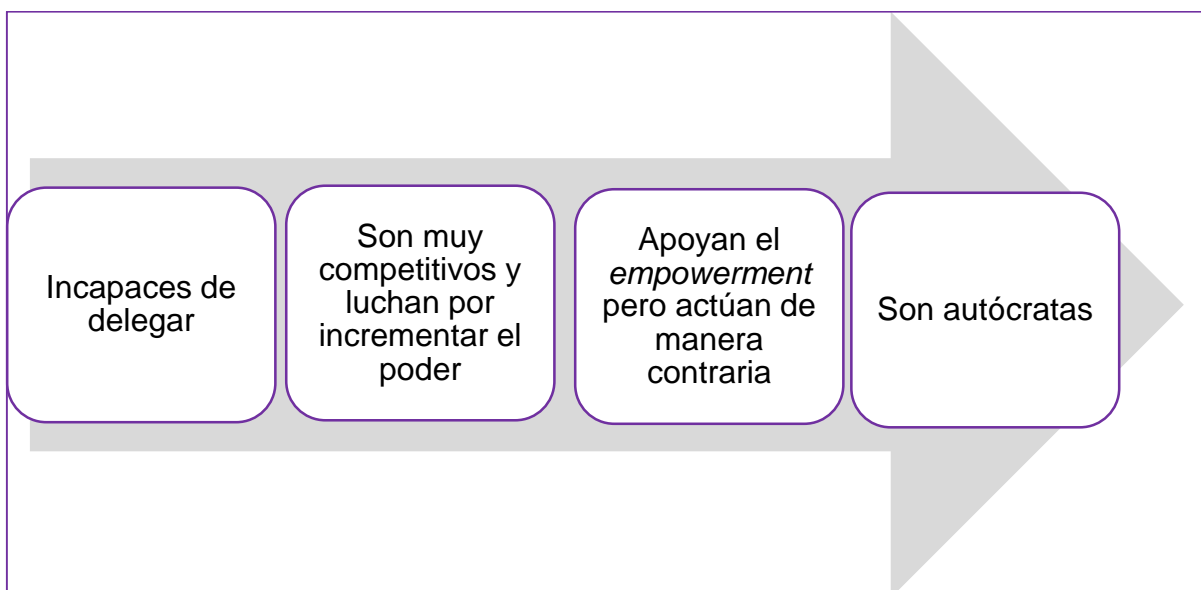 Incapaces de
delegar
Son muy
competitivos y
luchan por
incrementar el
poder
Apoyan el
empowerment
pero actúan de
manera
contraria
Son autócratas